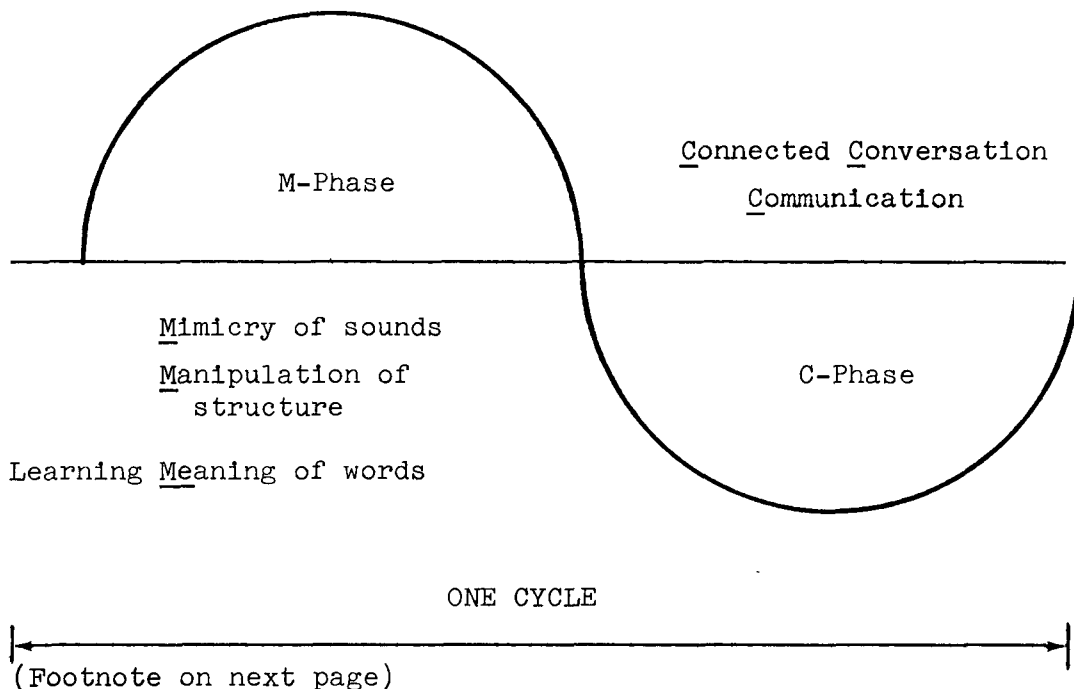 M-Phase
Connected Conversation
Communication
Mimicry of sounds
Manipulation of
structure
Learning Meaning of words
C-Phase
ONE CYCLE
(Footnote on next page)